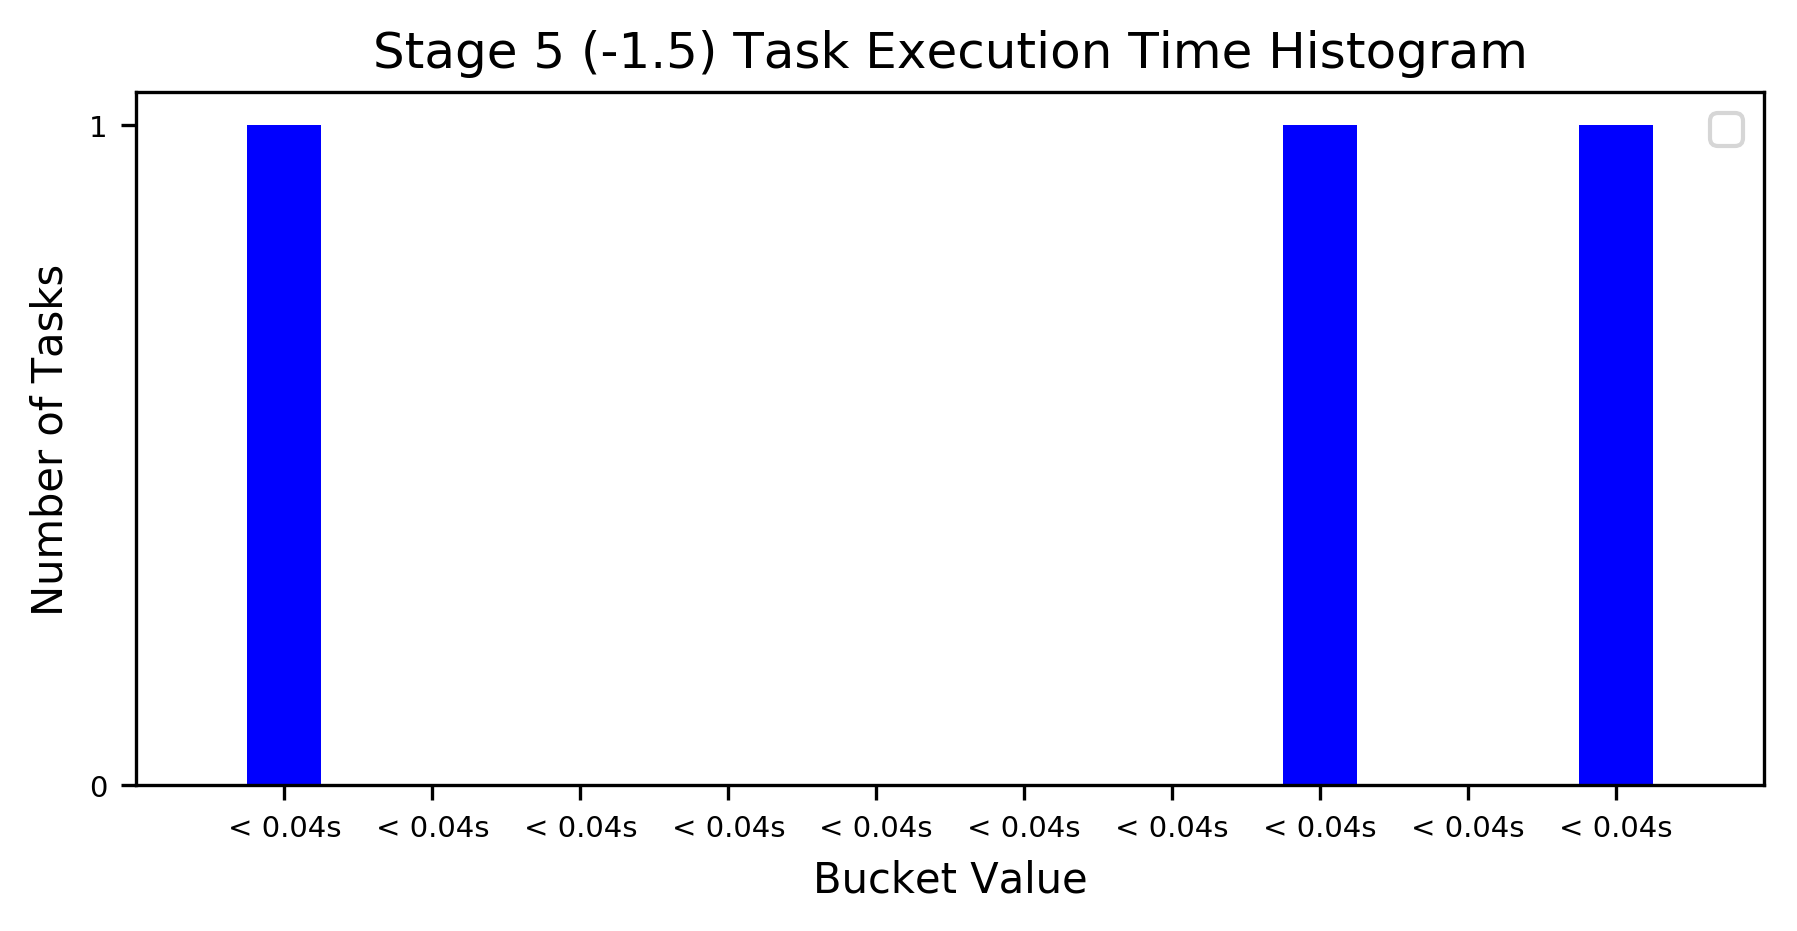 Stage 5 (-1.5) Task Execution Time Histogram
1
Number of Tasks
0
< 0.04s < 0.04s < 0.04s < 0.04s < 0.04s < 0.04s < 0.04s < 0.04s < 0.04s < 0.04s
Bucket Value